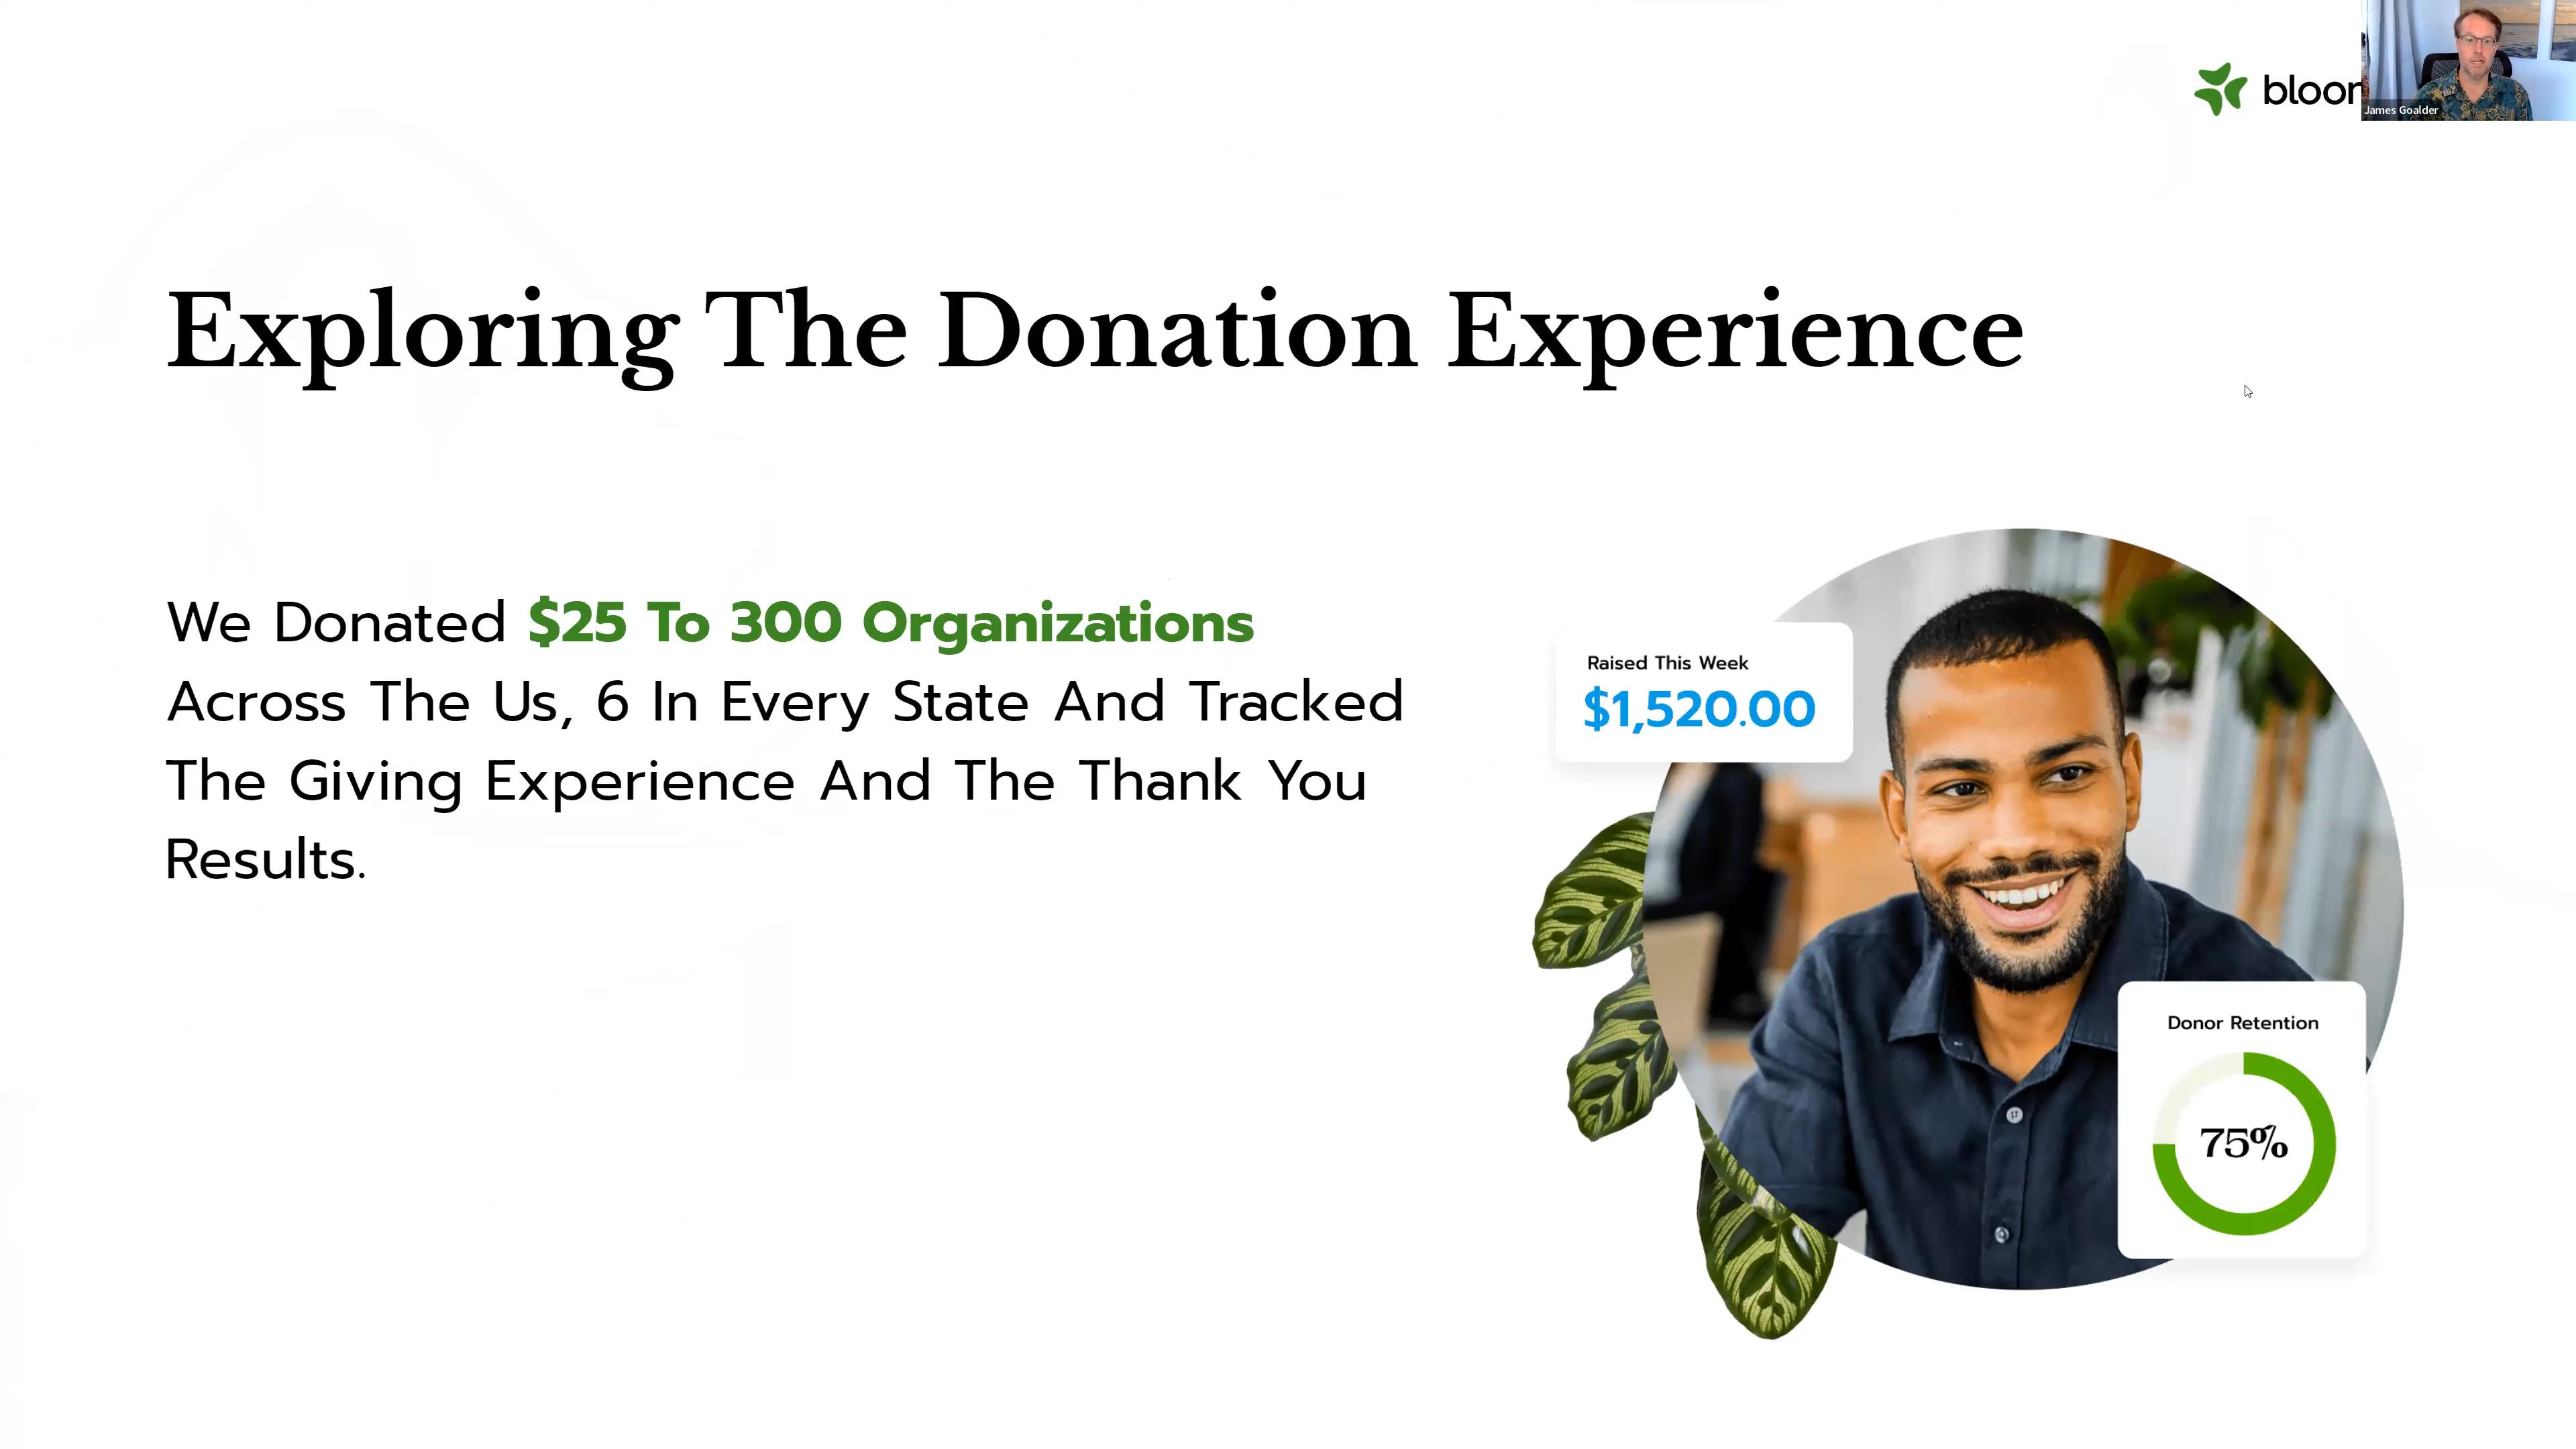 bloom
James Goalder
Exploring The Donation Experience
We Donated $25 To 300 Organizations
Across The Us, 6 In Every State And Tracked
The Giving Experience And The Thank You
Results.
Raised This Week
$1,520.00
Donor Retention
75%